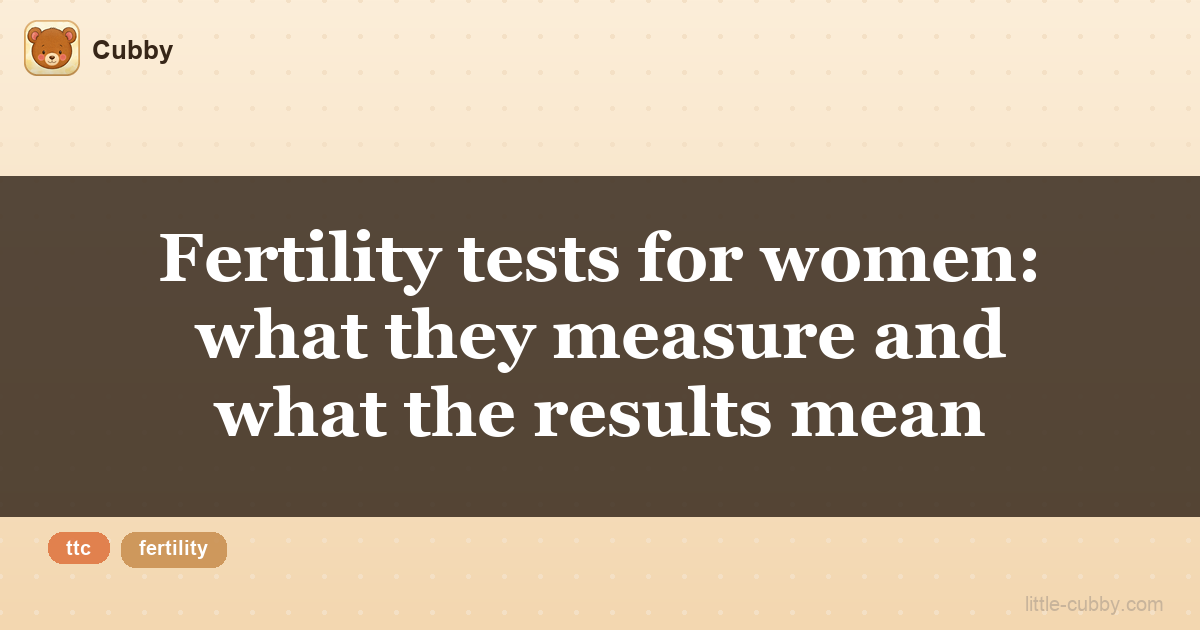 Cubby
Fertility tests for women:
what they measure and
what the results mean
ttc
fertility
little-cubby.com